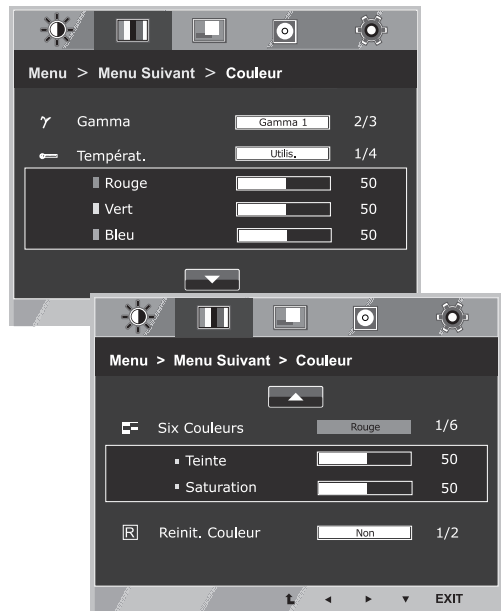 Menu > Menu Suivant > Couleur
γ Gamma Gamma 1 2/3
Températ. Utilis. 1/4
Rouge 50
Vert 50
Bleu 50
Menu > Menu Suivant > Couleur
Six Couleurs Rouge 1/6
Teinte 50
Saturation 50
R Reinit. Couleur Non 1/2
EXIT